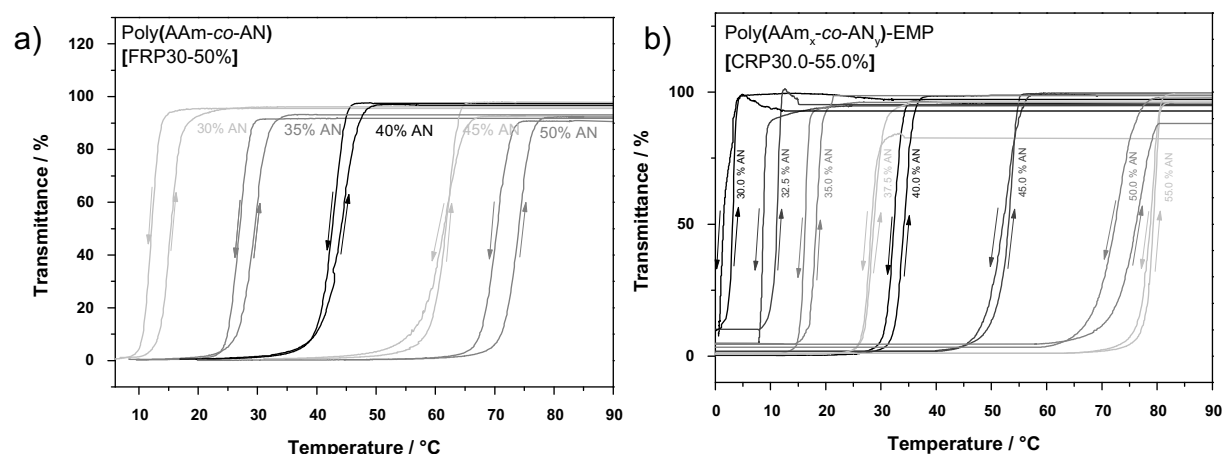 a)
Poly(AAm-co-AN)
[FRP30-50%]
120
100
80
60
40
20
0
Transmittance / %
30% AN
35% AN
40% AN
45% AN
50% AN
10 20 30 40 50 60 70 80 90
Temperature / °C
b)
Poly(AAmx-co-ANy)-EMP
[CRP30.0-55.0%]
100
50
0
Transmittance / %
30.0 % AN
32.5 % AN
35.0 % AN
37.5 % AN
40.0 % AN
45.0 % AN
50.0 % AN
55.0 % AN
0 10 20 30 40 50 60 70 80 90
Temperature / °C